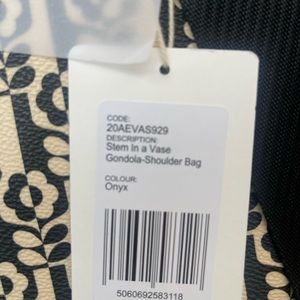 CODE:
20AEVAS929
DESCRIPTION:
Stem In a Vase
Gondola-Shoulder Bag
COLOUR:
Onyx
5060692583118